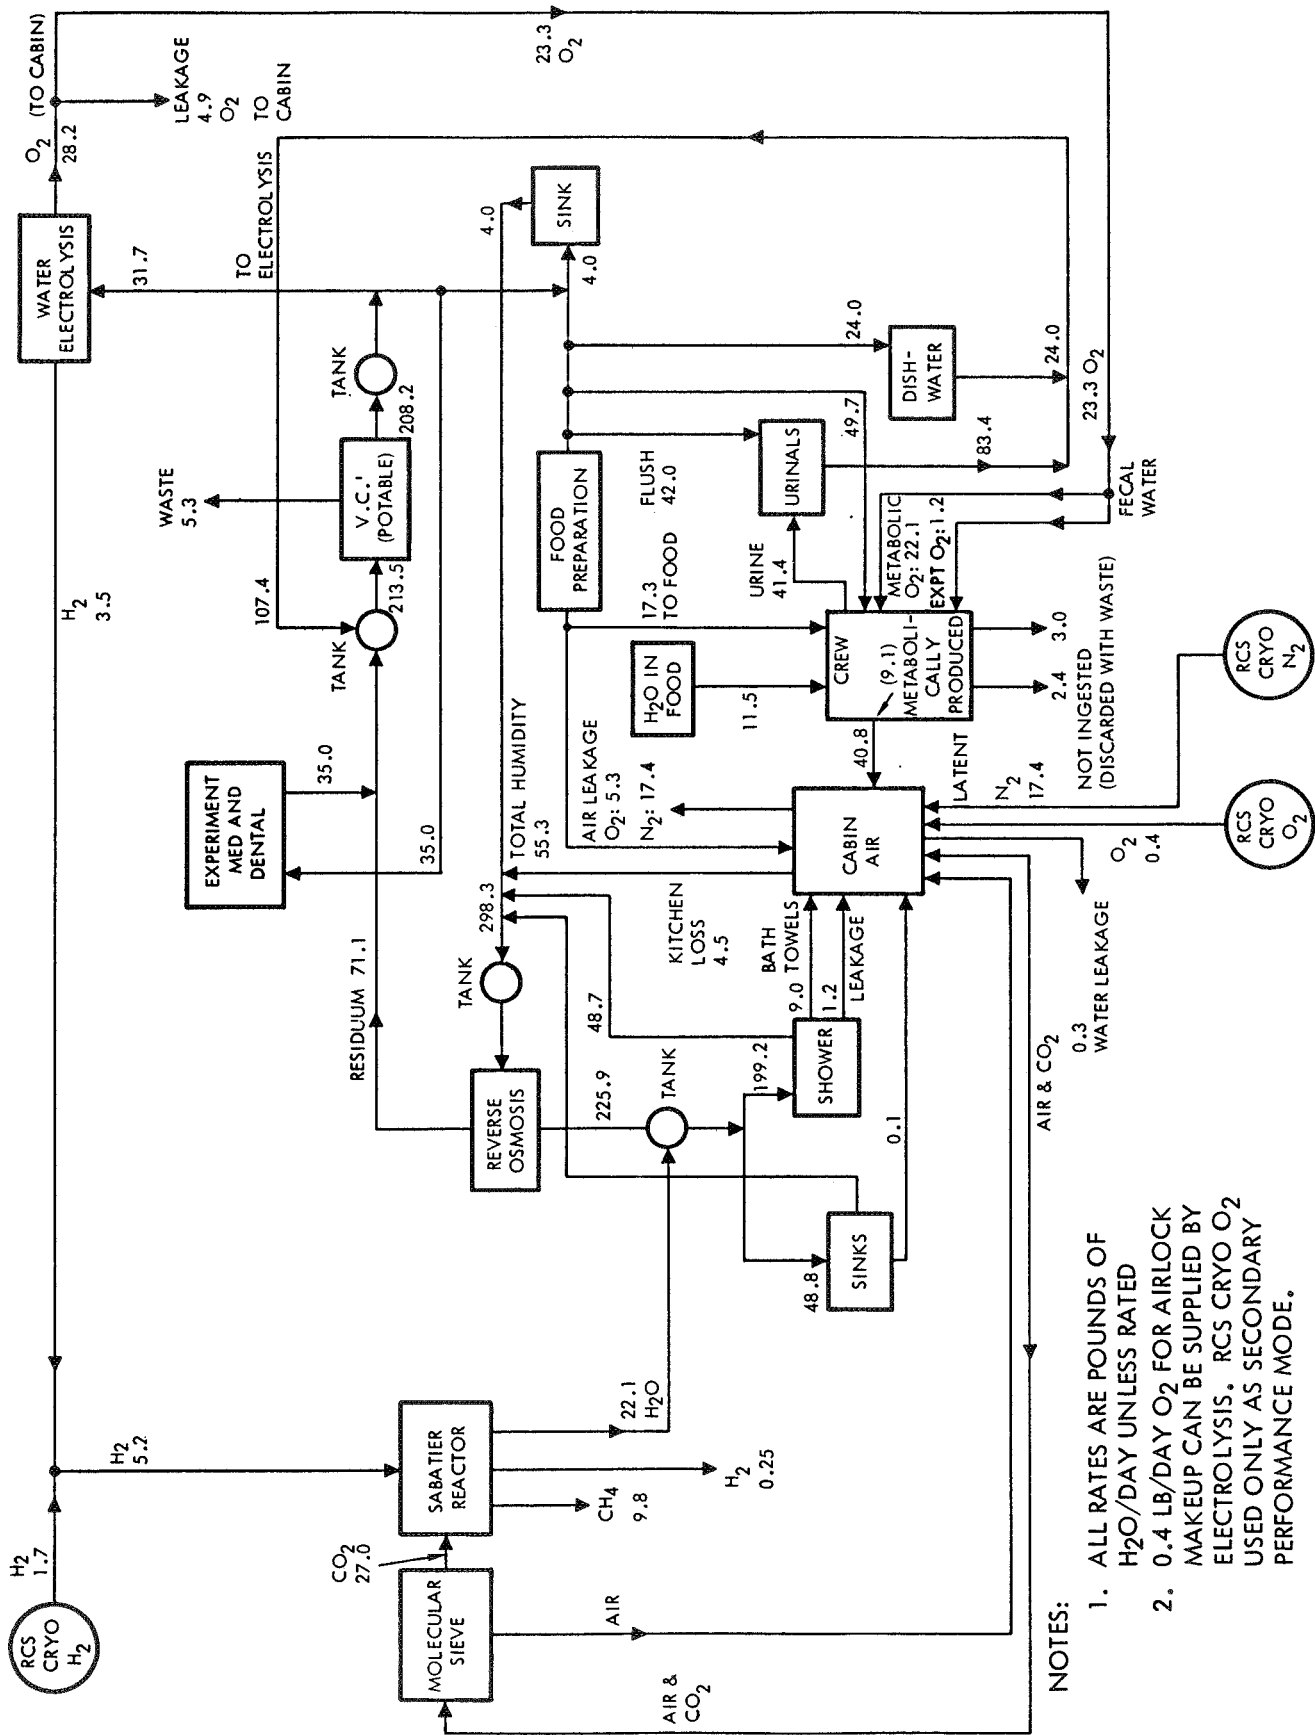 RCS
CRYO
H2
H2
1.7
H2
5.2
H2
3.5
WATER
ELECTROLYSIS
O2
28.2
(TO CABIN)
LEAKAGE
4.9 O2
TO
CABIN
23.3
O2
31.7
TO
ELECTROLYSIS
TANK
208.2
V.C.'
(POTABLE)
WASTE
5.3
213.5
TANK
107.4
EXPERIMENT
MED AND
DENTAL
35.0
35.0
RESIDUUM 71.1
SINK
4.0
4.0
FOOD
PREPARATION
FLUSH
42.0
17.3
TO FOOD
49.7
24.0
DISH-
WATER
24.0
URINALS
83.4
URINE
41.4
METABOLIC
O2: 22.1
EXPT O2: 1.2
23.3 O2
FECAL
WATER
H2O IN
FOOD
11.5
CREW
(9.1)
METABOLI-
CALLY
PRODUCED
3.0
2.4
NOT INGESTED
(DISCARDED WITH WASTE)
40.8
LATENT
TOTAL HUMIDITY
55.3
AIR LEAKAGE
O2: 5.3
N2: 17.4
CABIN
AIR
N2
17.4
RCS
CRYO
N2
O2
0.4
RCS
CRYO
O2
0.3
WATER LEAKAGE
KITCHEN
LOSS
4.5
BATH
TOWELS
9.0
1.2
LEAKAGE
298.3
TANK
48.7
REVERSE
OSMOSIS
225.9
TANK
199.2
SHOWER
0.1
SINKS
48.8
22.1
H2O
SABATIER
REACTOR
CH4
9.8
H2
0.25
CO2
27.0
MOLECULAR
SIEVE
AIR
AIR &
CO2
AIR & CO2
NOTES:
1. ALL RATES ARE POUNDS OF
H2O/DAY UNLESS RATED
2. 0.4 LB/DAY O2 FOR AIRLOCK
MAKEUP CAN BE SUPPLIED BY
ELECTROLYSIS. RCS CRYO O2
USED ONLY AS SECONDARY
PERFORMANCE MODE.